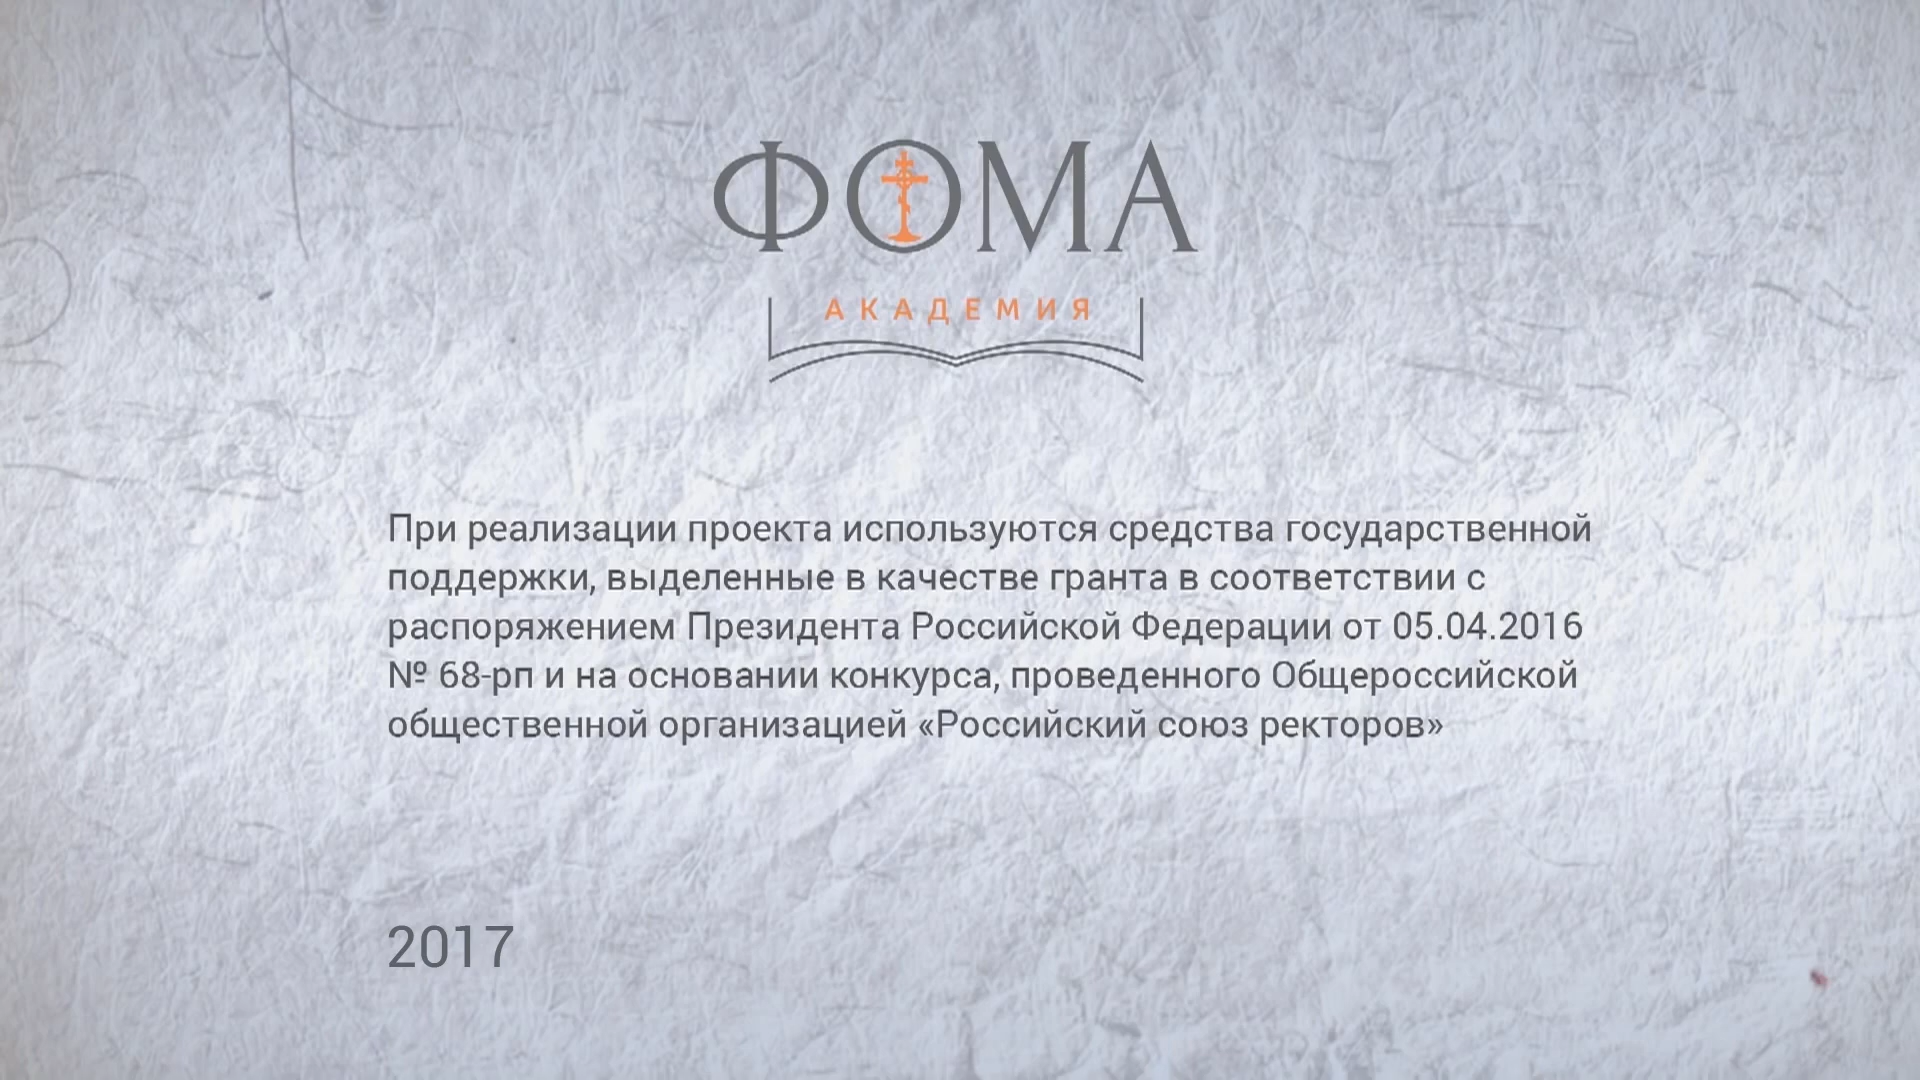 ФОМА
АКАДЕМИЯ
При реализации проекта используются средства государственной
поддержки, выделенные в качестве гранта в соответствии с
распоряжением Президента Российской Федерации от 05.04.2016
№ 68-рп и на основании конкурса, проведенного Общероссийской
общественной организацией «Российский союз ректоров»
2017